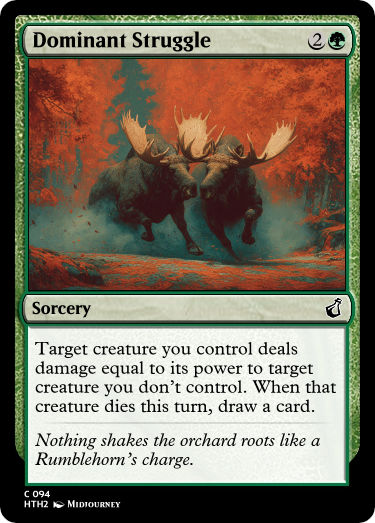 Dominant Struggle 2
Sorcery
Target creature you control deals
damage equal to its power to target
creature you don't control. When that
creature dies this turn, draw a card.
Nothing shakes the orchard roots like a
Rumblehorn's charge.
C 094
HTH2 Midjourney